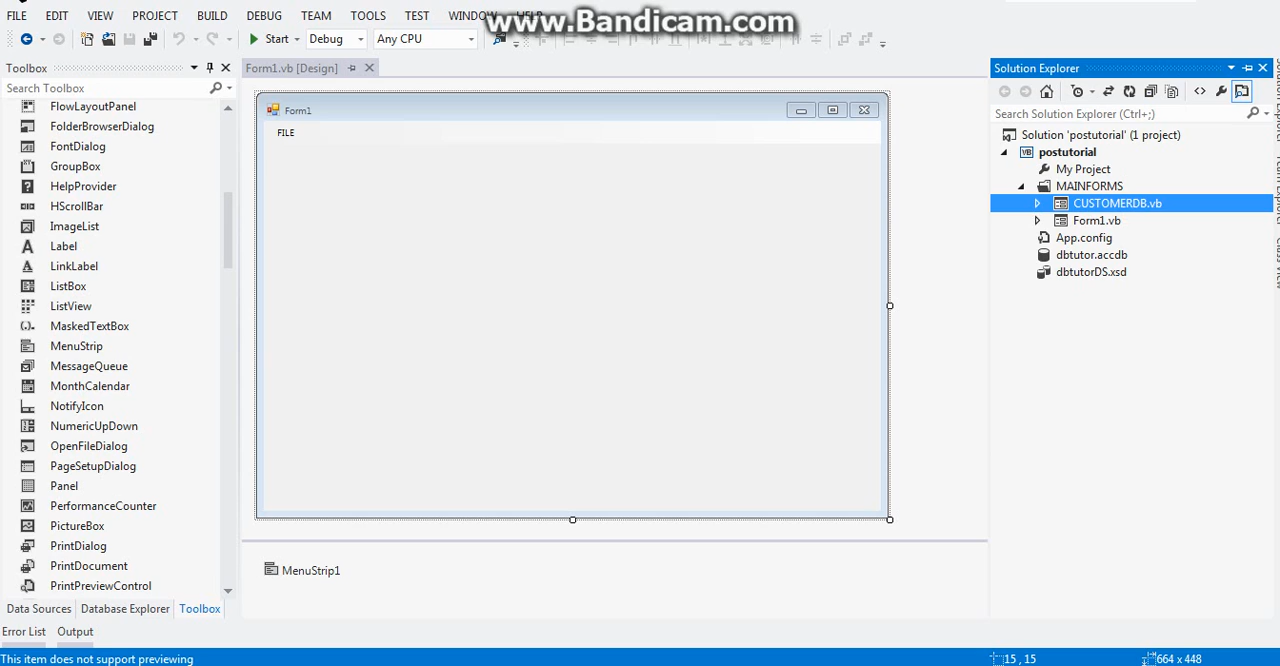 www.Bandicam.com
FILE EDIT VIEW PROJECT BUILD DEBUG TEAM TOOLS TEST WINDOW HELP
Start Debug Any CPU
Toolbox
Search Toolbox
FlowLayoutPanel
FolderBrowserDialog
FontDialog
GroupBox
HelpProvider
HScrollBar
ImageList
Label
LinkLabel
ListBox
ListView
MaskedTextBox
MenuStrip
MessageQueue
MonthCalendar
NotifyIcon
NumericUpDown
OpenFileDialog
PageSetupDialog
Panel
PerformanceCounter
PictureBox
PrintDialog
PrintDocument
PrintPreviewControl
Data Sources Database Explorer Toolbox
Error List Output
Form1.vb [Design]
Form1
FILE
MenuStrip1
Solution Explorer
Search Solution Explorer (Ctrl+;)
Solution 'postutorial' (1 project)
VB postutorial
My Project
MAINFORMS
CUSTOMERDB.vb
Form1.vb
App.config
dbtutor.accdb
dbtutorDS.xsd
This item does not support previewing 15 , 15 664 x 448